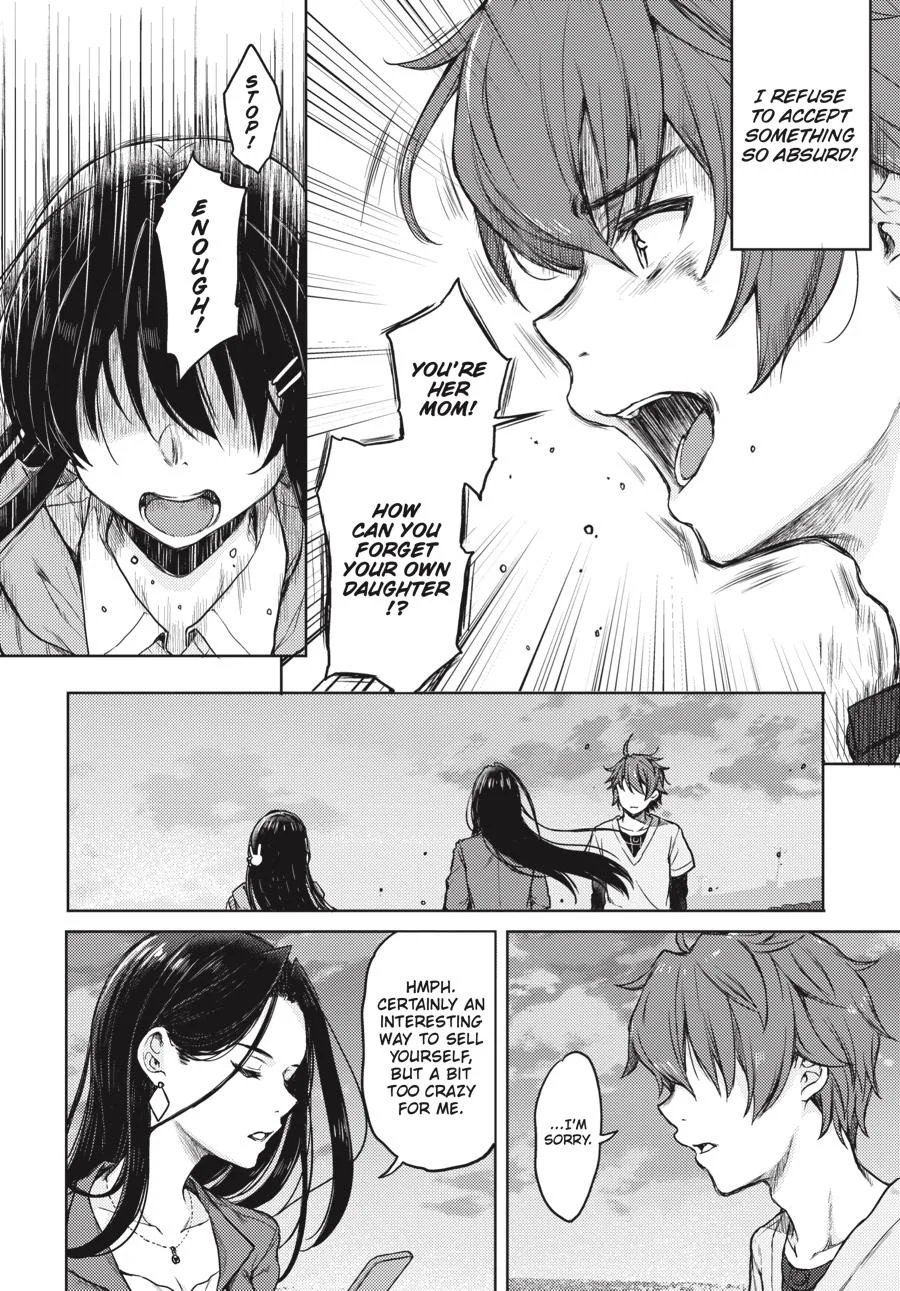 I REFUSE
TO ACCEPT
SOMETHING
SO ABSURD!
YOU'RE
HER
MOM!
HOW
CAN YOU
FORGET
YOUR OWN
DAUGHTER
!?
STOP!
ENOUGH!
...I'M
SORRY.
HMPH.
CERTAINLY AN
INTERESTING
WAY TO SELL
YOURSELF,
BUT A BIT
TOO CRAZY
FOR ME.